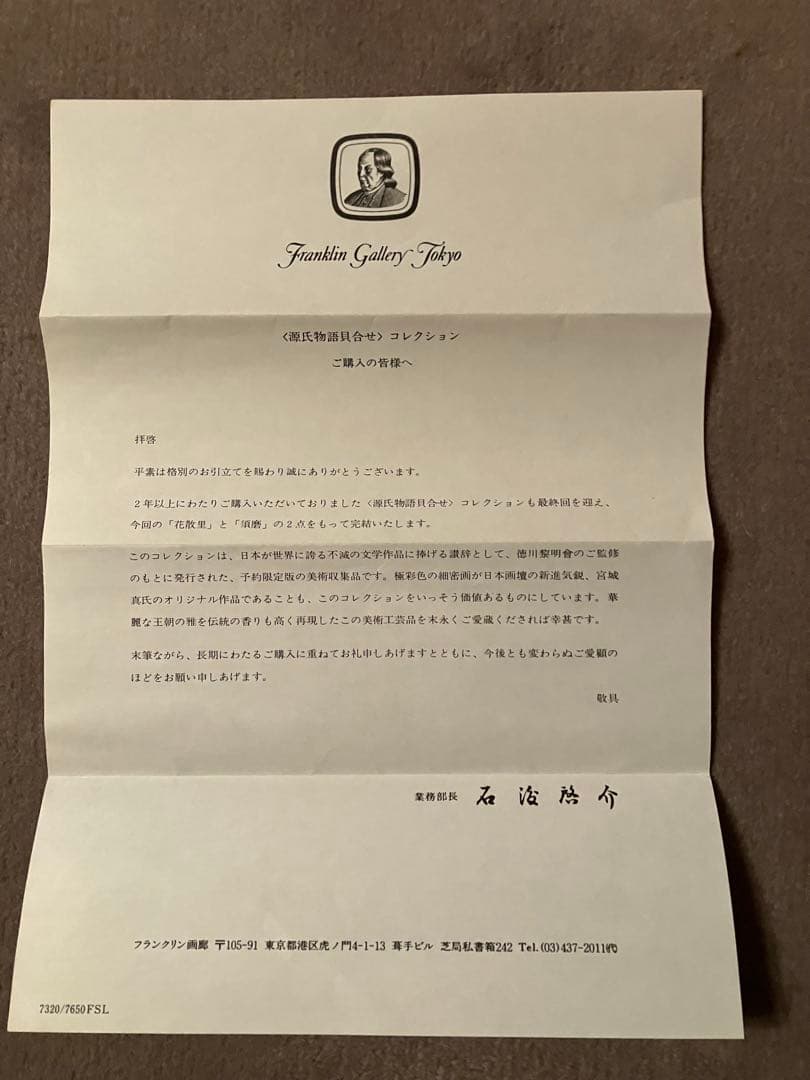 Franklin Gallery Tokyo
〈源氏物語貝合せ〉コレクション
ご購入の皆様へ
拝啓
平素は格別のお引立てを賜わり誠にありがとうございます。
2年以上にわたりご購入いただいておりました〈源氏物語貝合せ〉コレクションも最終回を迎え、
今回の「花散里」と「須磨」の2点をもって完結いたします。
このコレクションは、日本が世界に誇る不滅の文学作品に捧げる讃辞として、徳川黎明會のご監修
のもとに発行された、予約限定版の美術収集品です。極彩色の細密画が日本画壇の新進気鋭、宮城
真氏のオリジナル作品であることも、このコレクションをいっそう価値あるものにしています。華
麗な王朝の雅を伝統の香りも高く再現したこの美術工芸品を末永くご愛蔵くだされば幸甚です。
末筆ながら、長期にわたるご購入に重ねてお礼申しあげますとともに、今後とも変わらぬご愛顧の
ほどをお願い申しあげます。
敬具
業務部長 石 啓 介
フランクリン画廊 〒105-91 東京都港区虎ノ門4-1-13 葺手ビル 芝局私書箱242 Tel.(03)437-2011代
7320/7650FSL